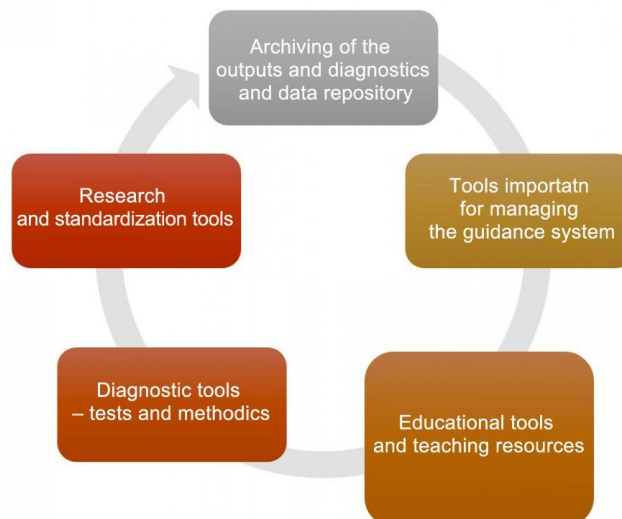 Archiving of the
outputs and diagnostics
and data repository
Tools importatn
for managing
the guidance system
Educational tools
and teaching resources
Diagnostic tools
– tests and methodics
Research
and standardization tools